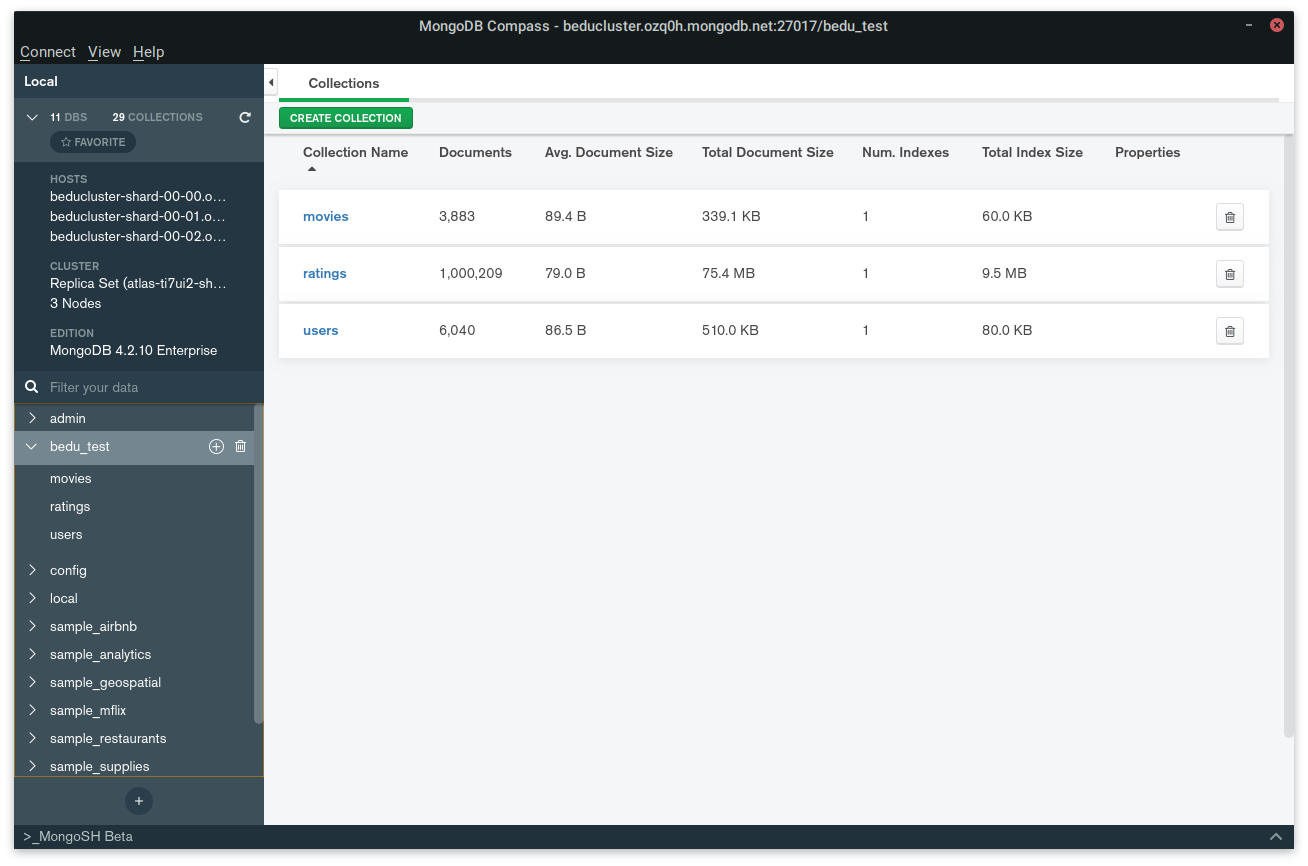 MongoDB Compass - beducluster.ozq0h.mongodb.net:27017/bedu_test
Connect View Help
Local
11 DBS 29 COLLECTIONS
FAVORITE
HOSTS
beducluster-shard-00-00.o...
beducluster-shard-00-01.o...
beducluster-shard-00-02.o...
CLUSTER
Replica Set (atlas-ti7ui2-sh...
3 Nodes
EDITION
MongoDB 4.2.10 Enterprise
Filter your data
admin
bedu_test
movies
ratings
users
config
local
sample_airbnb
sample_analytics
sample_geospatial
sample_mflix
sample_restaurants
sample_supplies
Collections
CREATE COLLECTION
Collection Name Documents Avg. Document Size Total Document Size Num. Indexes Total Index Size Properties
movies 3,883 89.4 B 339.1 KB 1 60.0 KB
ratings 1,000,209 79.0 B 75.4 MB 1 9.5 MB
users 6,040 86.5 B 510.0 KB 1 80.0 KB
>_MongoSH Beta